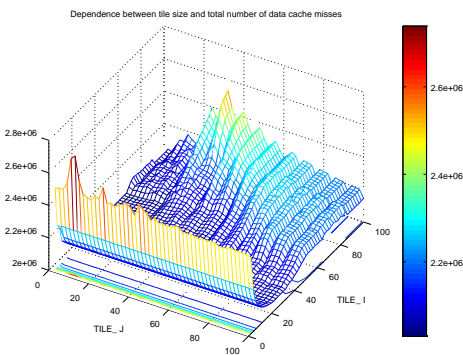 Dependence between tile size and total number of data cache misses
2.8e+06
2.6e+06
2.4e+06
2.2e+06
2e+06
0
20
40
60
80
100
TILE_ J
0
20
40
60
80
100
TILE_ I
2.6e+06
2.4e+06
2.2e+06